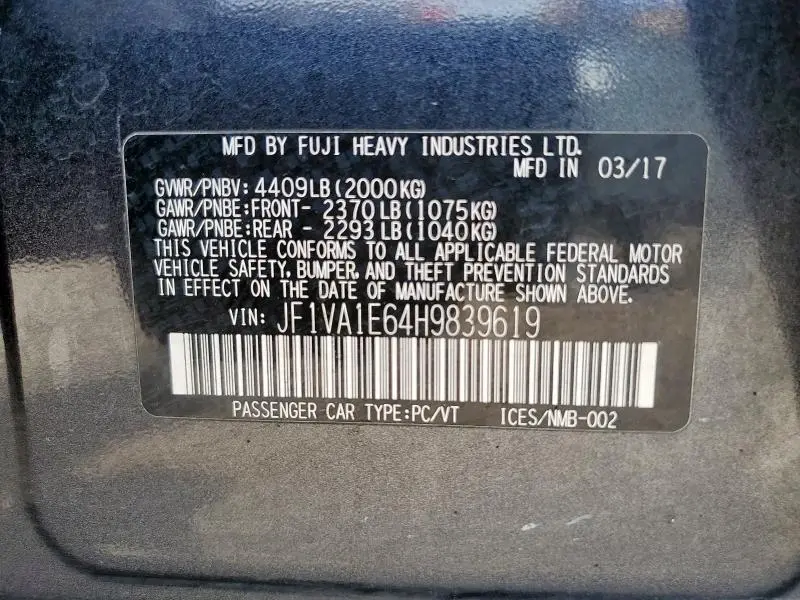 MFD BY FUJI HEAVY INDUSTRIES LTD.
MFD IN 03/17
GVWR/PNBV: 4409LB(2000KG)
GAWR/PNBE:FRONT- 2370LB(1075KG)
GAWR/PNBE:REAR - 2293LB(1040KG)
THIS VEHICLE CONFORMS TO ALL APPLICABLE FEDERAL MOTOR
VEHICLE SAFETY, BUMPER, AND THEFT PREVENTION STANDARDS
IN EFFECT ON THE DATE OF MANUFACTURE SHOWN ABOVE.
VIN: JF1VA1E64H9839619
PASSENGER CAR TYPE:PC/VT ICES/NMB-002